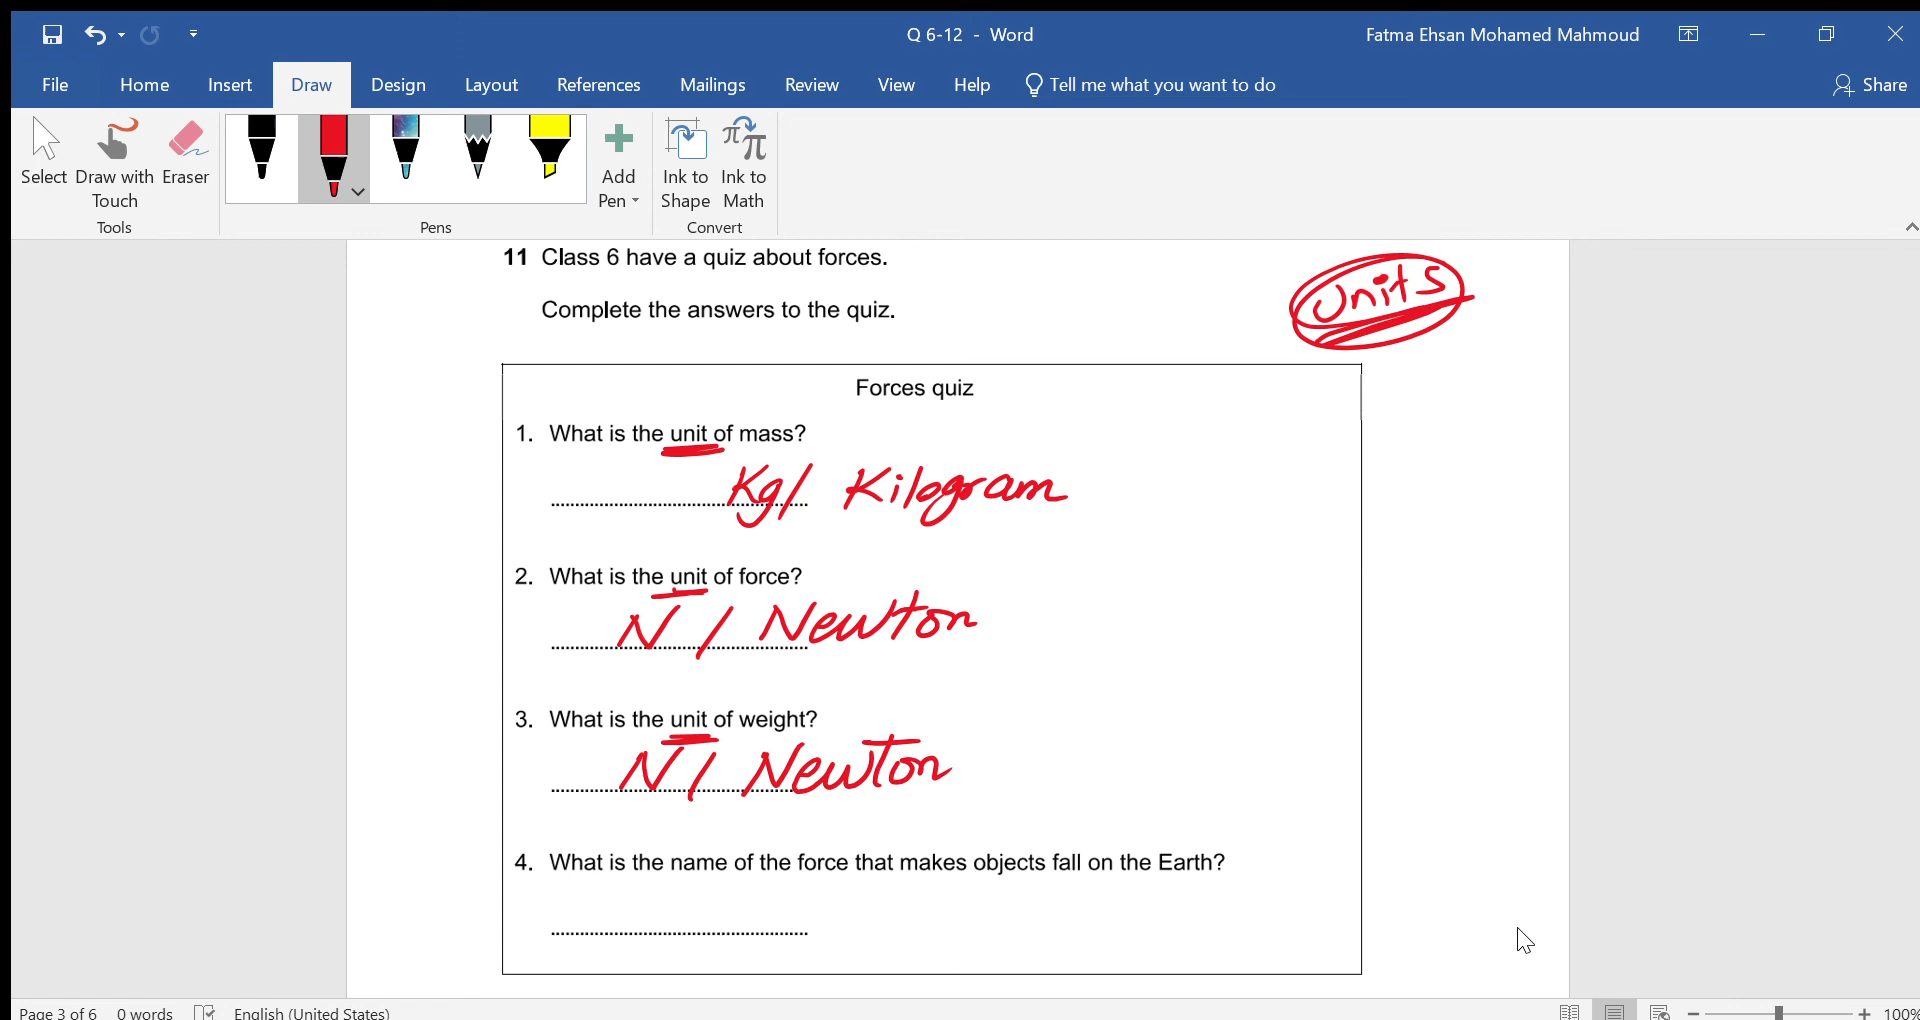 Q 6-12 - Word
Fatma Ehsan Mohamed Mahmoud
File Home Insert Draw Design Layout References Mailings Review View Help Tell me what you want to do Share
Select
Draw with Touch
Eraser
Add Pen
Ink to Shape
Ink to Math
Tools
Pens
Convert
11 Class 6 have a quiz about forces.
Units
Complete the answers to the quiz.
Forces quiz
1. What is the unit of mass?
Kg/ Kilogram
2. What is the unit of force?
N / Newton
3. What is the unit of weight?
N / Newton
4. What is the name of the force that makes objects fall on the Earth?
Page 3 of 6 0 words English (United States) 100%